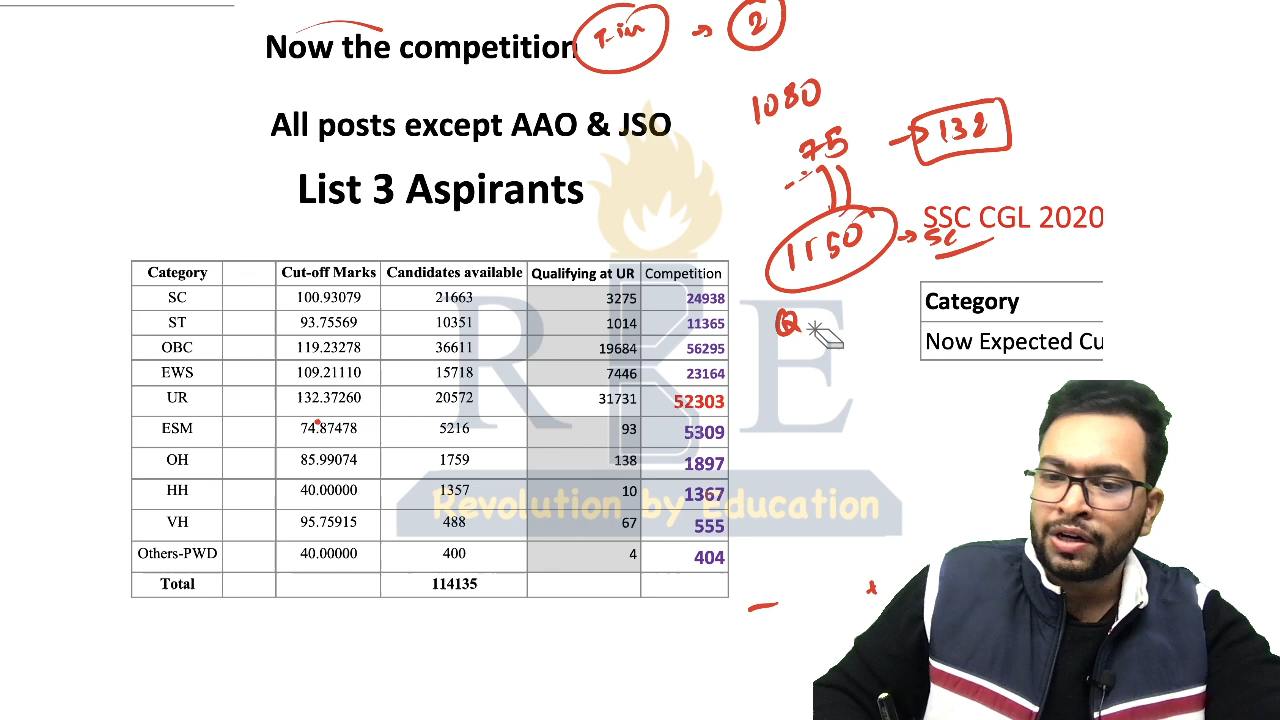 Now the competition
T-in → 2
1080
All posts except AAO & JSO
75 → 132
List 3 Aspirants
1150 → SC
SSC CGL 2020
Category Cut-off Marks Candidates available Qualifying at UR Competition
SC 100.93079 21663 3275 24938
ST 93.75569 10351 1014 11365
OBC 119.23278 36611 19684 56295
EWS 109.21110 15718 7446 23164
UR 132.37260 20572 31731 52303
ESM 74.87478 5216 93 5309
OH 85.99074 1759 138 1897
HH 40.00000 1357 10 1367
VH 95.75915 488 67 555
Others-PWD 40.00000 400 4 404
Total 114135
Q
Category
Now Expected Cu
RBE
Revolution by Education